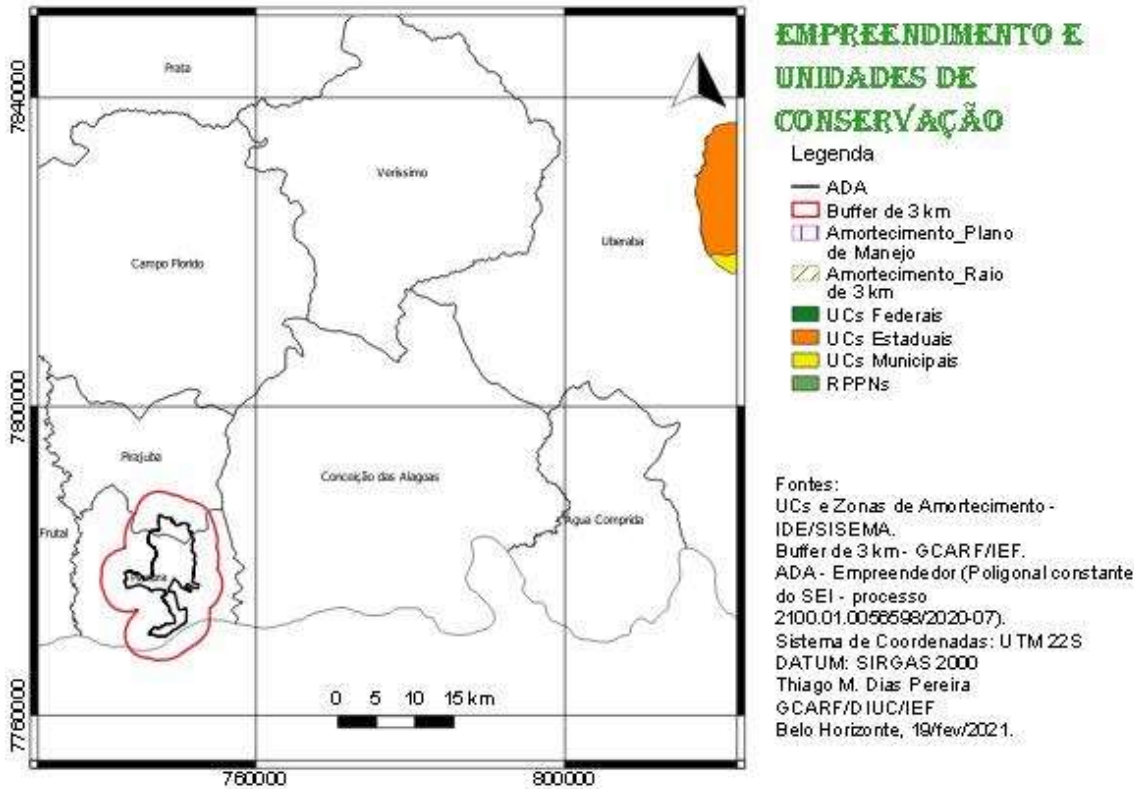 EMPREENDIMENTO E
UNIDADES DE
CONSERVAÇÃO
Legenda
ADA
Buffer de 3 km
Amortecimento_Plano
de Manejo
Amortecimento_Raio
de 3 km
UCs Federais
UCs Estaduais
UCs Municipais
RPPNs
Fontes:
UCs e Zonas de Amortecimento -
IDE/SISEMA.
Buffer de 3 km - GCARF/IEF.
ADA - Empreendedor (Poligonal constante
do SEI - processo
2100.01.0056598/2020-07).
Sistema de Coordenadas: UTM 22S
DATUM: SIRGAS 2000
Thiago M. Dias Pereira
GCARF/DIUC/IEF
Belo Horizonte, 19/fev/2021.
Prata
Veríssimo
Uberaba
Campo Florido
Pirajuba
Conceição das Alagoas
Água Comprida
Frutal
0 5 10 15 km
7840000
7800000
7760000
760000
800000